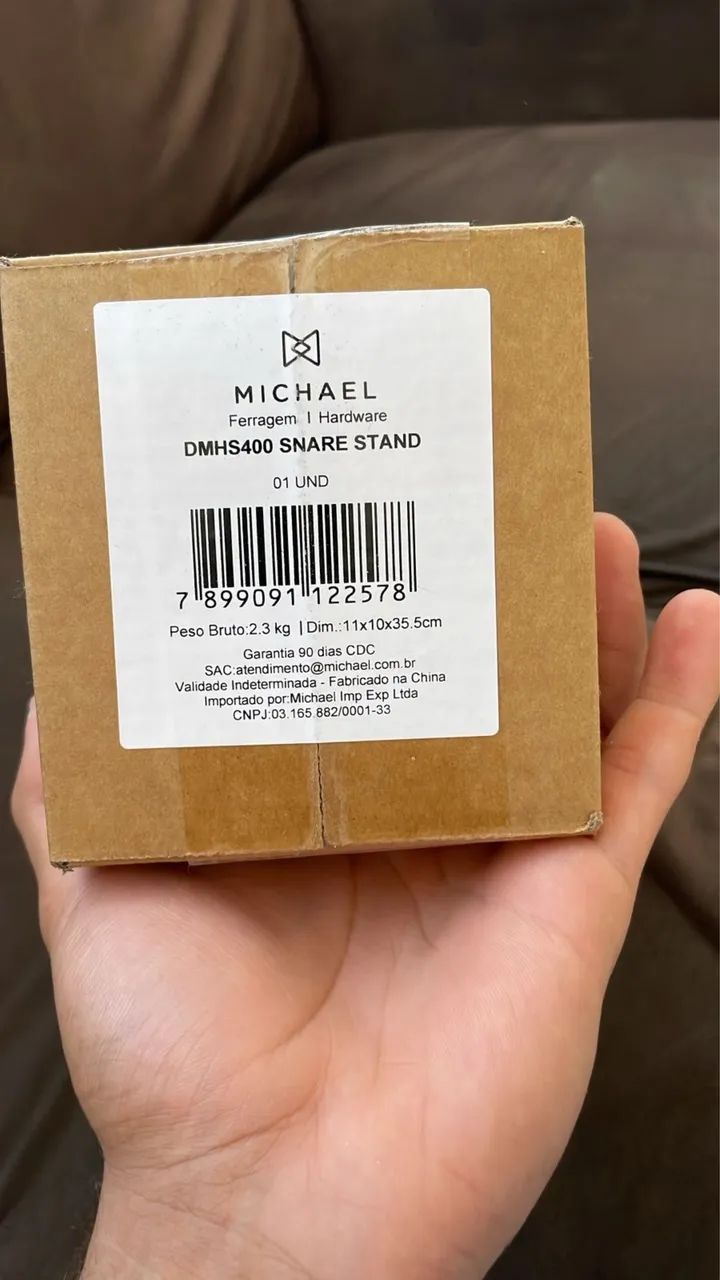 MICHAEL
Ferragem | Hardware
DMHS400 SNARE STAND
01 UND
7 899091 122578
Peso Bruto:2.3 kg | Dim.:11x10x35.5cm
Garantia 90 dias CDC
SAC:atendimento@michael.com.br
Validade Indeterminada - Fabricado na China
Importado por:Michael Imp Exp Ltda
CNPJ:03.165.882/0001-33